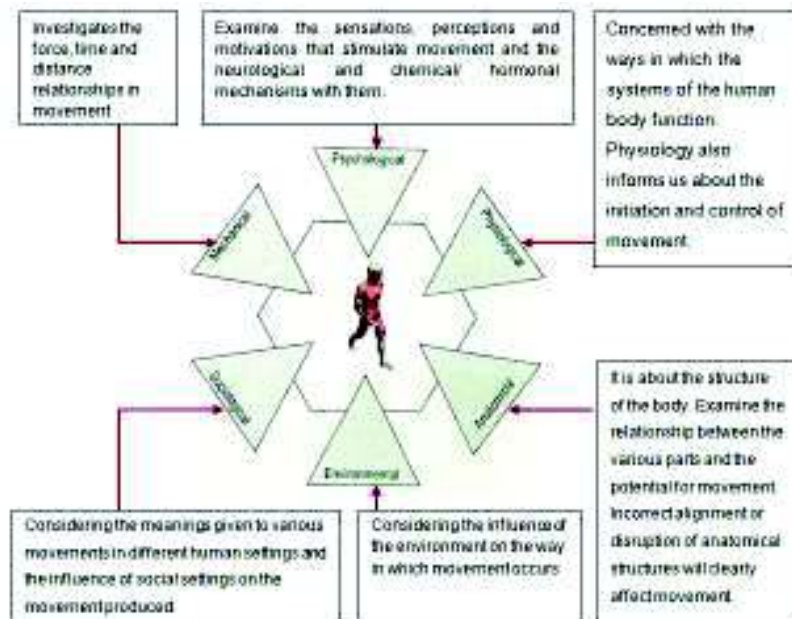 Investigates the
force, time and
distance
relationships in
movement
Examine the sensations, perceptions and
motivations that stimulate movement and the
neurological and chemical/ hormonal
mechanisms with them.
Concerned with the
ways in which the
systems of the human
body function.
Physiology also
informs us about the
initiation and control of
movement.
Psychological
Mechanical
Physiological
Sociological
Anatomical
Environmental
It is about the structure
of the body. Examine the
relationship between the
various parts and the
potential for movement.
Incorrect alignment or
disruption of anatomical
structures will clearly
affect movement.
Considering the meanings given to various
movements in different human settings and
the influence of social settings on the
movement produced
Considering the influence of
the environment on the way
in which movement occurs